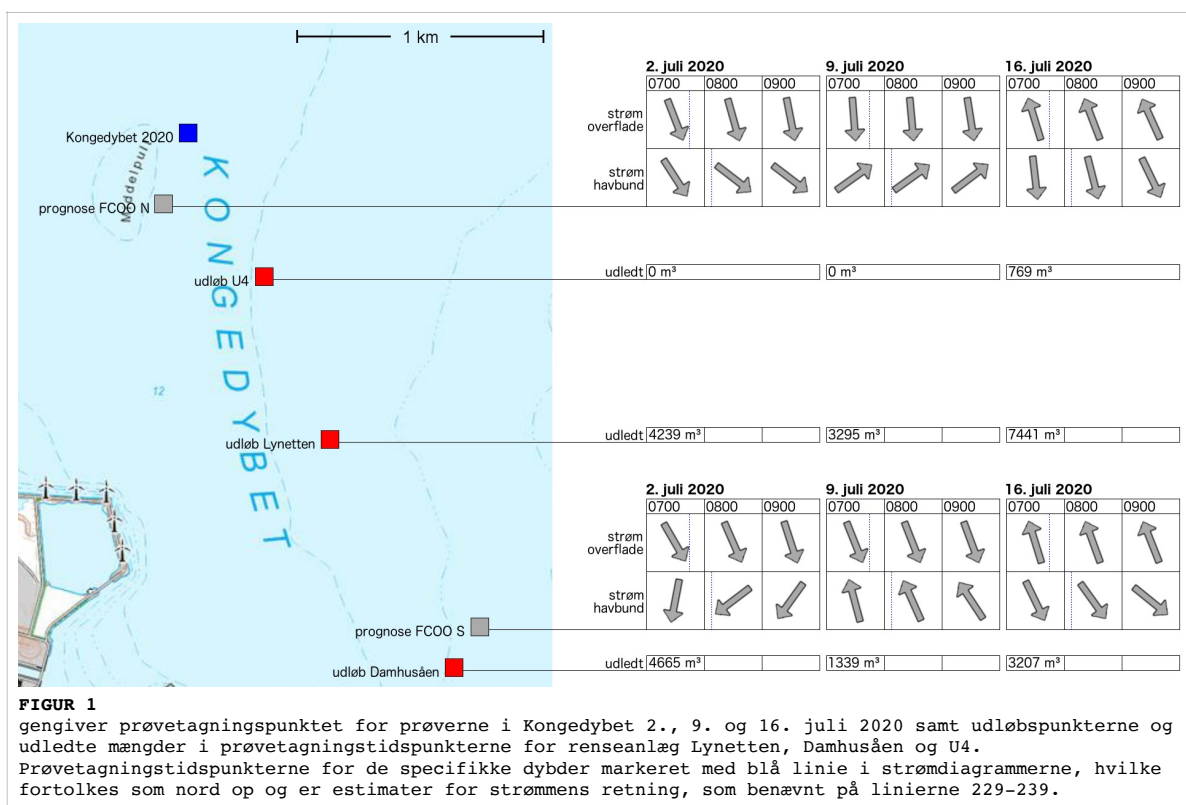 1 km
Kongedybet 2020
Middelpult
prognose FCOO N
KONGEDYBET
udløb U4
12
udløb Lynetten
prognose FCOO S
udløb Damhusåen
2. juli 2020 9. juli 2020 16. juli 2020
0700 0800 0900 0700 0800 0900 0700 0800 0900
strøm
overflade
strøm
havbund
udledt 0 m³ 0 m³ 769 m³
udledt 4239 m³ 3295 m³ 7441 m³
2. juli 2020 9. juli 2020 16. juli 2020
0700 0800 0900 0700 0800 0900 0700 0800 0900
strøm
overflade
strøm
havbund
udledt 4665 m³ 1339 m³ 3207 m³
FIGUR 1
gengiver prøvetagningspunktet for prøverne i Kongedybet 2., 9. og 16. juli 2020 samt udløbspunkterne og
udledte mængder i prøvetagningstidspunkterne for renseanlæg Lynetten, Damhusåen og U4.
Prøvetagningstidspunkterne for de specifikke dybder markeret med blå linie i strømdiagrammerne, hvilke
fortolkes som nord op og er estimater for strømmens retning, som benævnt på linierne 229-239.